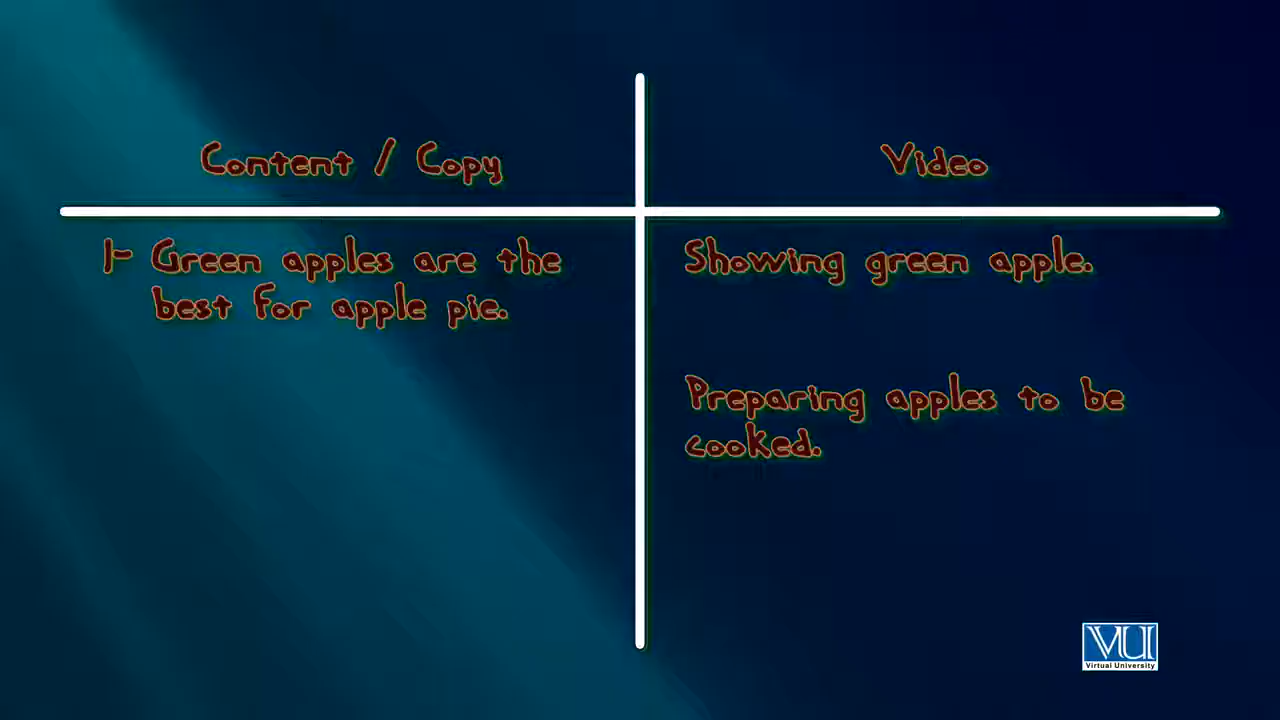 Content / Copy
Video
1- Green apples are the
best for apple pie.
Showing green apple.
Preparing apples to be
cooked.
VU
Virtual University